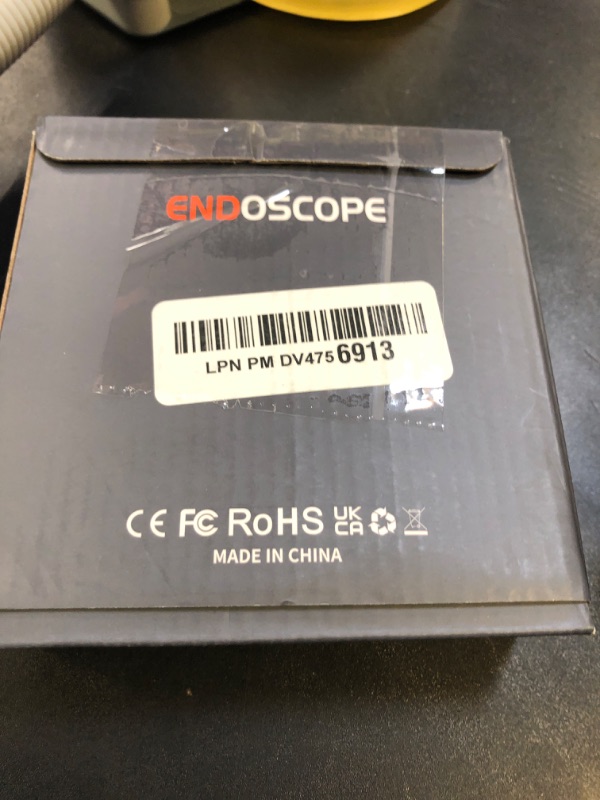 ENDOSCOPE
LPN PM DV4756913
CE FC RoHS UK CA
MADE IN CHINA